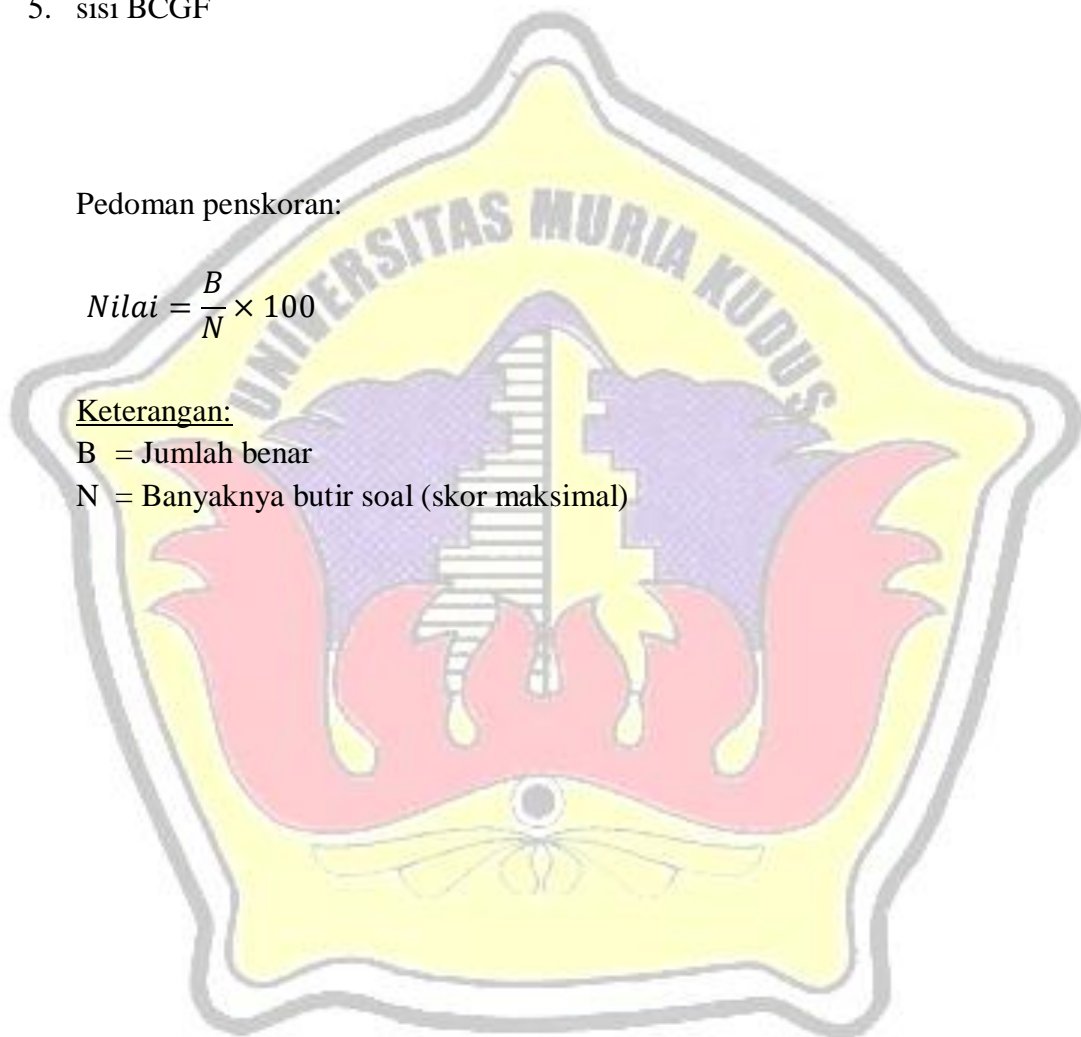 5. sisi BCGF
UNIVERSITAS MURIA KUDUS
Pedoman penskoran:
𝑁𝑖𝑙𝑎𝑖 = 𝐵/𝑁 × 100
Keterangan:
B = Jumlah benar
N = Banyaknya butir soal (skor maksimal)